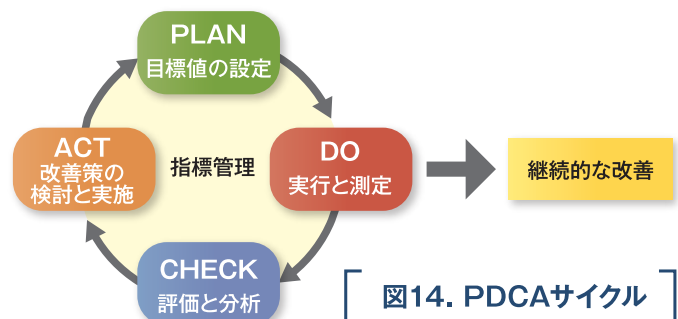 PLAN
目標値の設定
ACT
改善策の
検討と実施
指標管理
DO
実行と測定
継続的な改善
CHECK
評価と分析
図14. PDCAサイクル